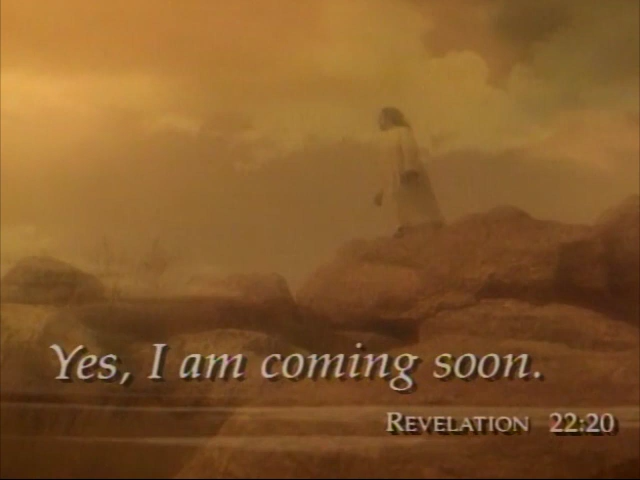 Yes, I am coming soon.
REVELATION 22:20